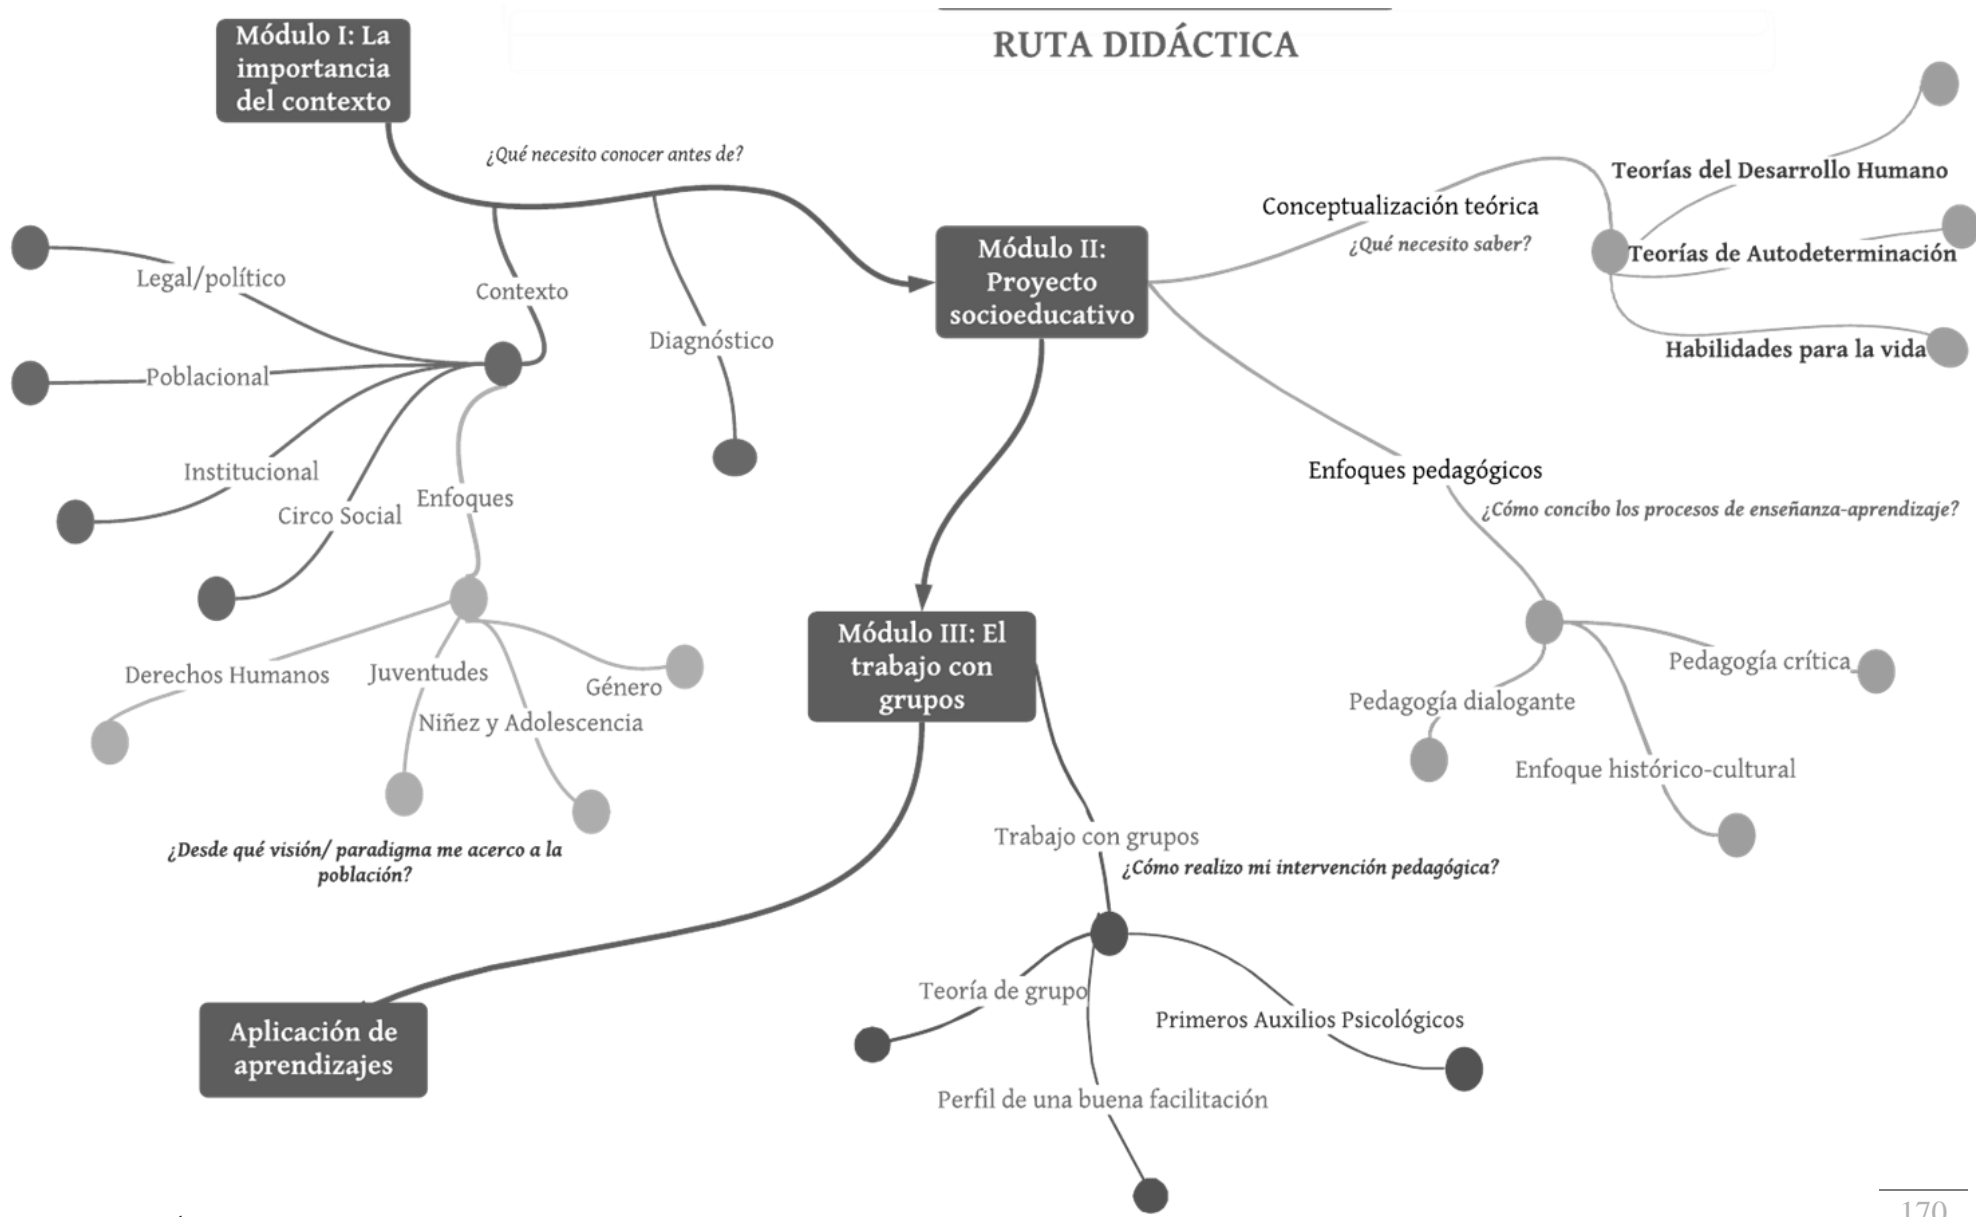 RUTA DIDÁCTICA
Módulo I: La
importancia
del contexto
¿Qué necesito conocer antes de?
Contexto
Diagnóstico
Legal/político
Poblacional
Institucional
Circo Social
Enfoques
Derechos Humanos
Juventudes
Niñez y Adolescencia
Género
¿Desde qué visión/ paradigma me acerco a la
población?
Módulo II:
Proyecto
socioeducativo
Conceptualización teórica
¿Qué necesito saber?
Teorías del Desarrollo Humano
Teorías de Autodeterminación
Habilidades para la vida
Enfoques pedagógicos
¿Cómo concibo los procesos de enseñanza-aprendizaje?
Pedagogía crítica
Pedagogía dialogante
Enfoque histórico-cultural
Módulo III: El
trabajo con
grupos
Trabajo con grupos
¿Cómo realizo mi intervención pedagógica?
Teoría de grupo
Primeros Auxilios Psicológicos
Perfil de una buena facilitación
Aplicación de
aprendizajes
170